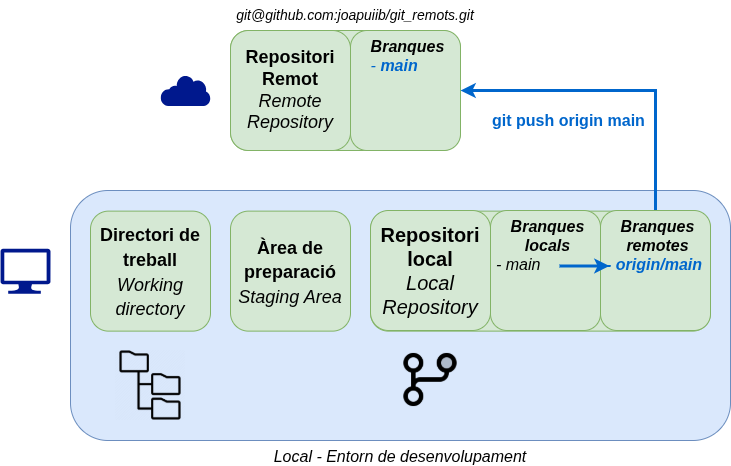 git@github.com:joapuiib/git_remots.git
Repositori
Remot
Remote
Repository
Branques
- main
git push origin main
Directori de
treball
Working
directory
Àrea de
preparació
Staging Area
Repositori
local
Local
Repository
Branques
locals
- main
Branques
remotes
- origin/main
Local - Entorn de desenvolupament